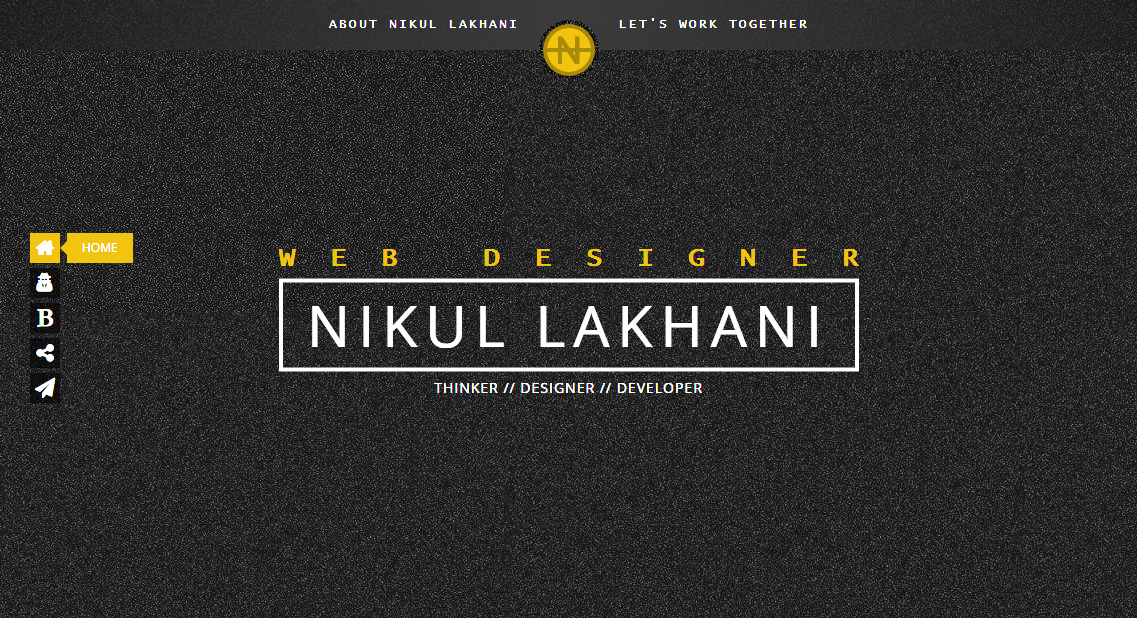 ABOUT NIKUL LAKHANI
N
LET'S WORK TOGETHER
HOME
B
WEB DESIGNER
NIKUL LAKHANI
THINKER // DESIGNER // DEVELOPER